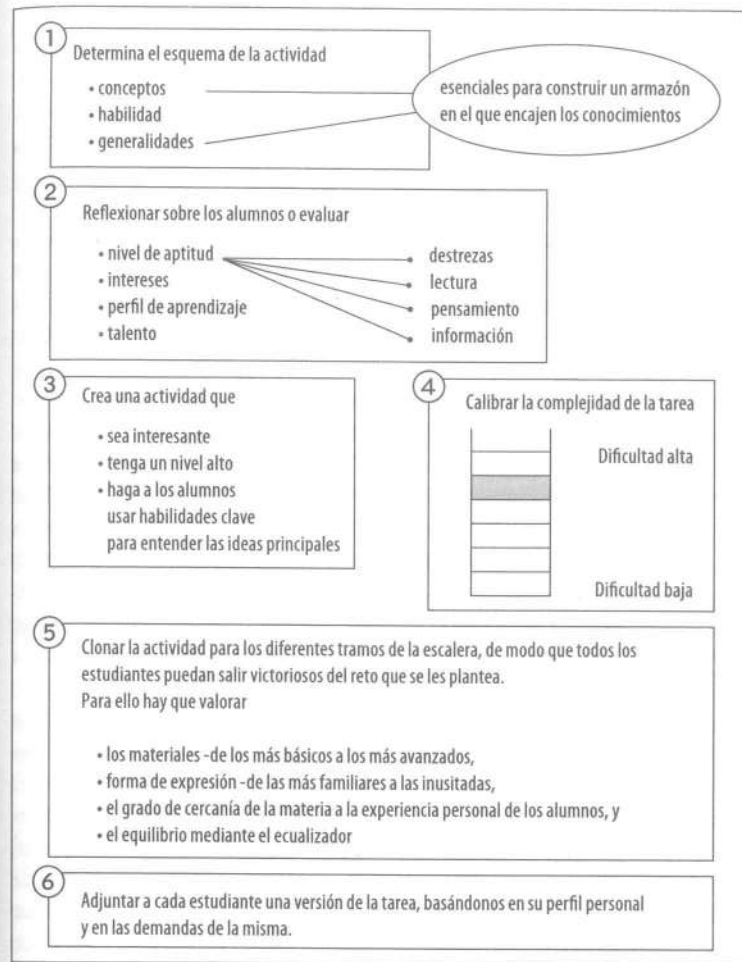 1
Determina el esquema de la actividad
• conceptos
• habilidad
• generalidades
esenciales para construir un armazón
en el que encajen los conocimientos
2
Reflexionar sobre los alumnos o evaluar
• nivel de aptitud
• intereses
• perfil de aprendizaje
• talento
destrezas
lectura
pensamiento
información
3
Crea una actividad que
• sea interesante
• tenga un nivel alto
• haga a los alumnos
usar habilidades clave
para entender las ideas principales
4
Calibrar la complejidad de la tarea
Dificultad alta
Dificultad baja
5
Clonar la actividad para los diferentes tramos de la escalera, de modo que todos los
estudiantes puedan salir victoriosos del reto que se les plantea.
Para ello hay que valorar
• los materiales -de los más básicos a los más avanzados,
• forma de expresión -de las más familiares a las inusitadas,
• el grado de cercanía de la materia a la experiencia personal de los alumnos, y
• el equilibrio mediante el ecualizador
6
Adjuntar a cada estudiante una versión de la tarea, basándonos en su perfil personal
y en las demandas de la misma.